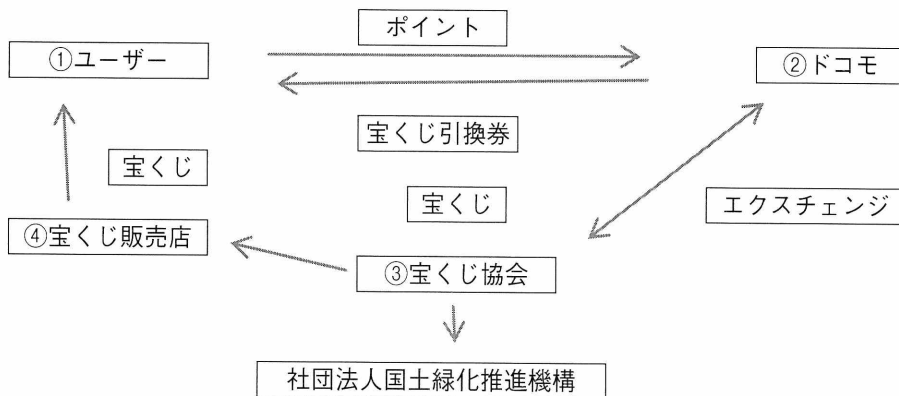 ポイント
①ユーザー
②ドコモ
宝くじ引換券
宝くじ
宝くじ
エクスチェンジ
④宝くじ販売店
③宝くじ協会
社団法人国土緑化推進機構